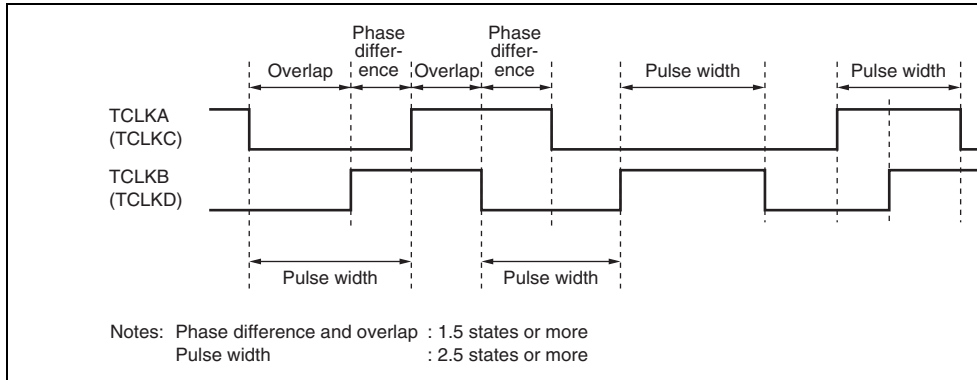 Phase
differ-
ence
Phase
differ-
ence
Overlap
Overlap
Pulse width
Pulse width
TCLKA
(TCLKC)
TCLKB
(TCLKD)
Pulse width
Pulse width
Notes: Phase difference and overlap : 1.5 states or more
Pulse width : 2.5 states or more